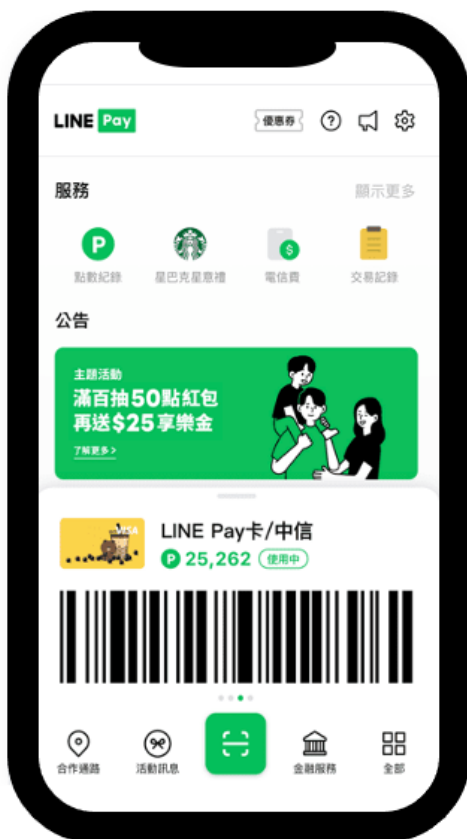 LINE Pay
優惠券
?
服務
顯示更多
P
$
點數紀錄
星巴克星意禮
電信費
交易記錄
公告
主題活動
滿百抽50點紅包
再送$25享樂金
了解更多>
VISA
LINE Pay卡/中信
P 25,262 使用中
合作通路
活動訊息
金融服務
全部